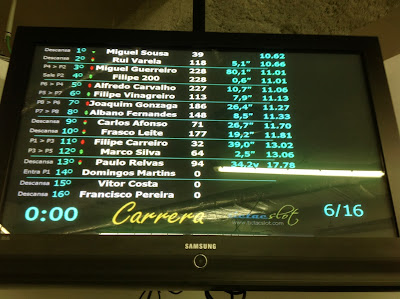 Descansa 1º Miguel Sousa 39 10.62
Descansa 2º Rui Varela 118 5,1" 10.66
P4 > P2 3º Miguel Guerreiro 228 80,1" 11.01
Sale P2 4º Filipe 200 228 0,6" 11.01
P6 > P4 5º Alfredo Carvalho 227 10,7" 11.06
P5 > P7 6º Filipe Vinagreiro 113 7,9" 11.13
P8 > P6 7º Joaquim Gonzaga 186 26,4" 11.27
P7 > P8 8º Albano Fernandes 148 8,5" 11.33
Descansa 9º Carlos Afonso 71 26,7" 11.70
Descansa 10º Frasco Leite 177 19,2" 11.81
P1 > P3 11º Filipe Carreiro 32 39,0" 13.02
P3 > P5 12º Marco Silva 64 2,5" 13.06
Descansa 13º Paulo Reivas 94 34,2v 17.78
Entra P1 14º Domingos Martins 0
Descansa 15º Vitor Costa 0
Descansa 16º Francisco Pereira 0
0:00 Carrera slot 6/16
SAMSUNG